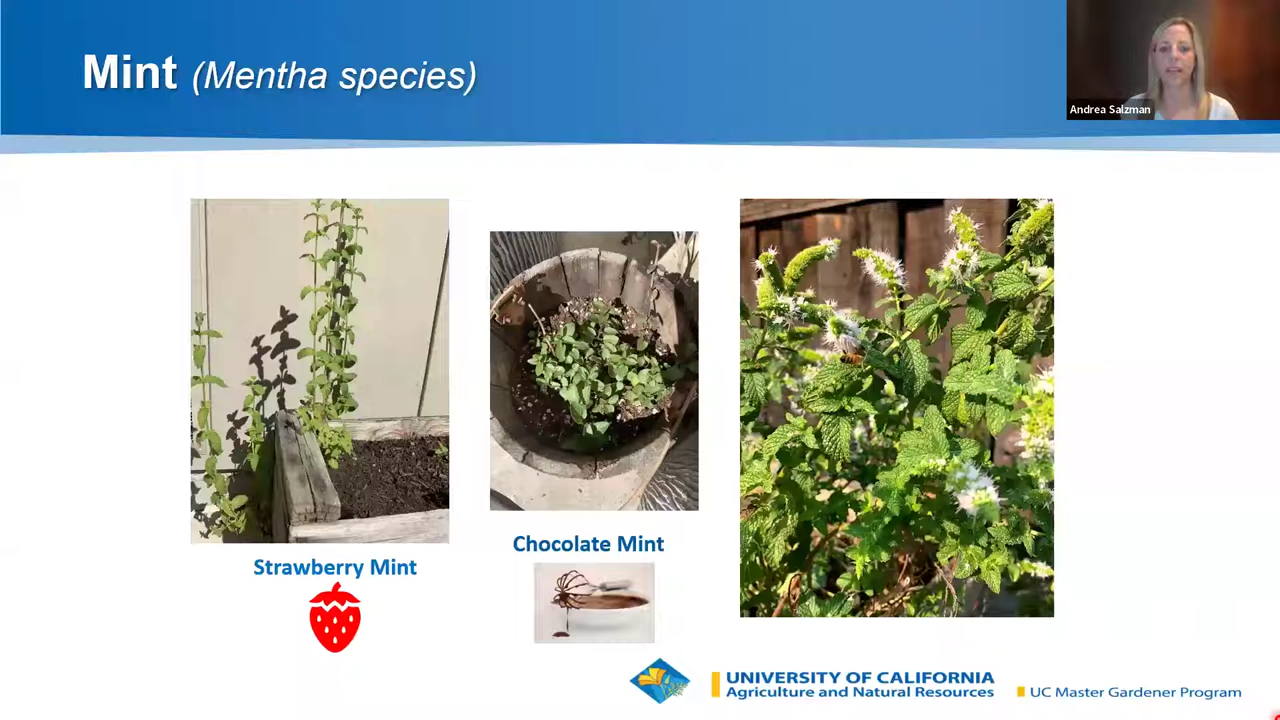 Mint (Mentha species)
Andrea Salzman
Strawberry Mint
Chocolate Mint
UNIVERSITY OF CALIFORNIA
Agriculture and Natural Resources
UC Master Gardener Program